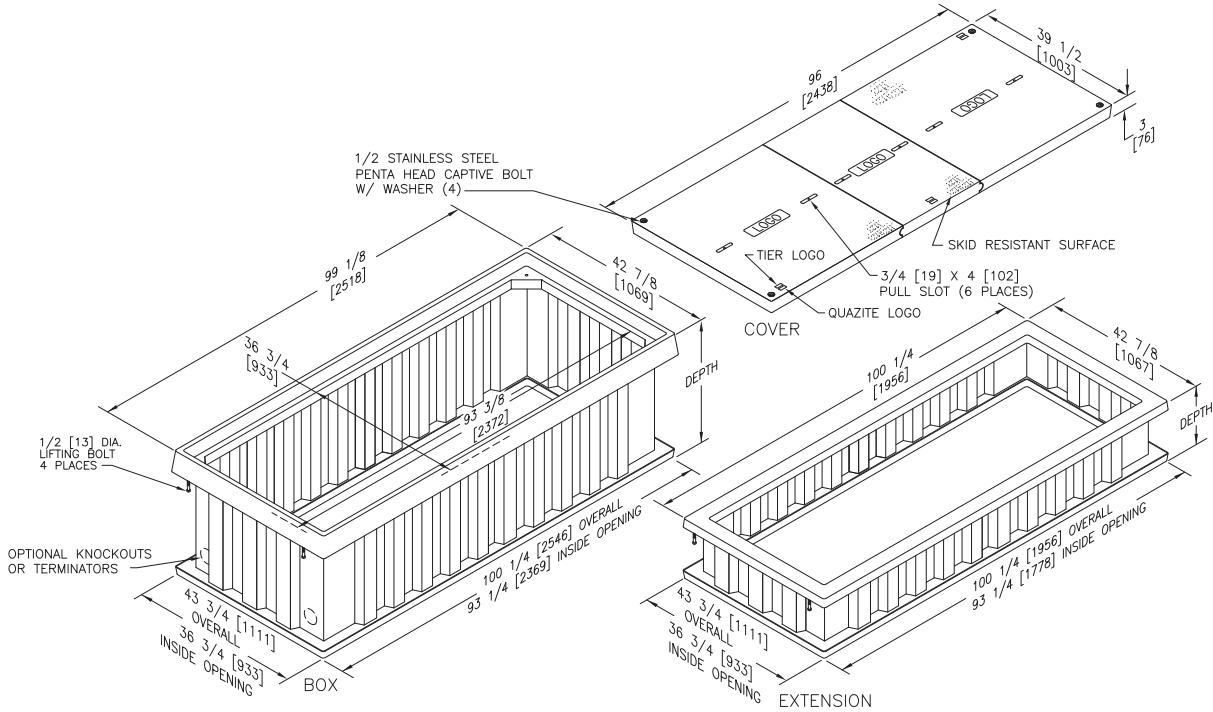 96
[2438]
39 1/2
[1003]
3
[76]
1/2 STAINLESS STEEL
PENTA HEAD CAPTIVE BOLT
W/ WASHER (4)
LOGO
LOGO
LOGO
SKID RESISTANT SURFACE
TIER LOGO
3/4 [19] X 4 [102]
PULL SLOT (6 PLACES)
QUAZITE LOGO
COVER
99 1/8
[2518]
42 7/8
[1069]
36 3/4
[933]
93 3/8
[2372]
DEPTH
1/2 [13] DIA.
LIFTING BOLT
4 PLACES
OPTIONAL KNOCKOUTS
OR TERMINATORS
43 3/4 [1111]
OVERALL
36 3/4 [933]
INSIDE OPENING
100 1/4 [2546] OVERALL
93 1/4 [2369] INSIDE OPENING
BOX
100 1/4
[1956]
42 7/8
[1067]
DEPTH
43 3/4 [1111]
OVERALL
36 3/4 [933]
INSIDE OPENING
100 1/4 [1956] OVERALL
93 1/4 [1778] INSIDE OPENING
EXTENSION